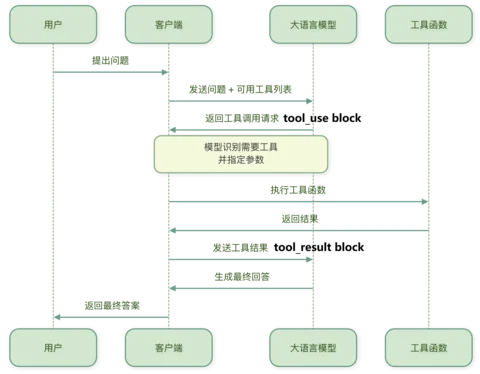 用户
客户端
大语言模型
工具函数
提出问题
发送问题 + 可用工具列表
返回工具调用请求 tool_use block
模型识别需要工具
并指定参数
执行工具函数
返回结果
发送工具结果 tool_result block
生成最终回答
返回最终答案
用户
客户端
大语言模型
工具函数